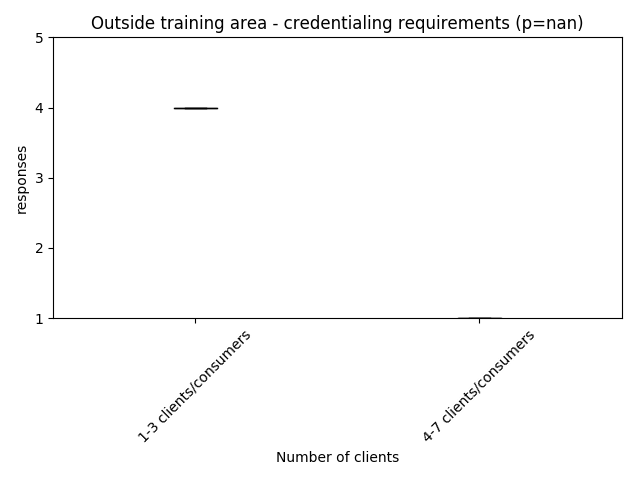 Outside training area - credentialing requirements (p=nan)
5
4
3
2
1
responses
1-3 clients/consumers
4-7 clients/consumers
Number of clients